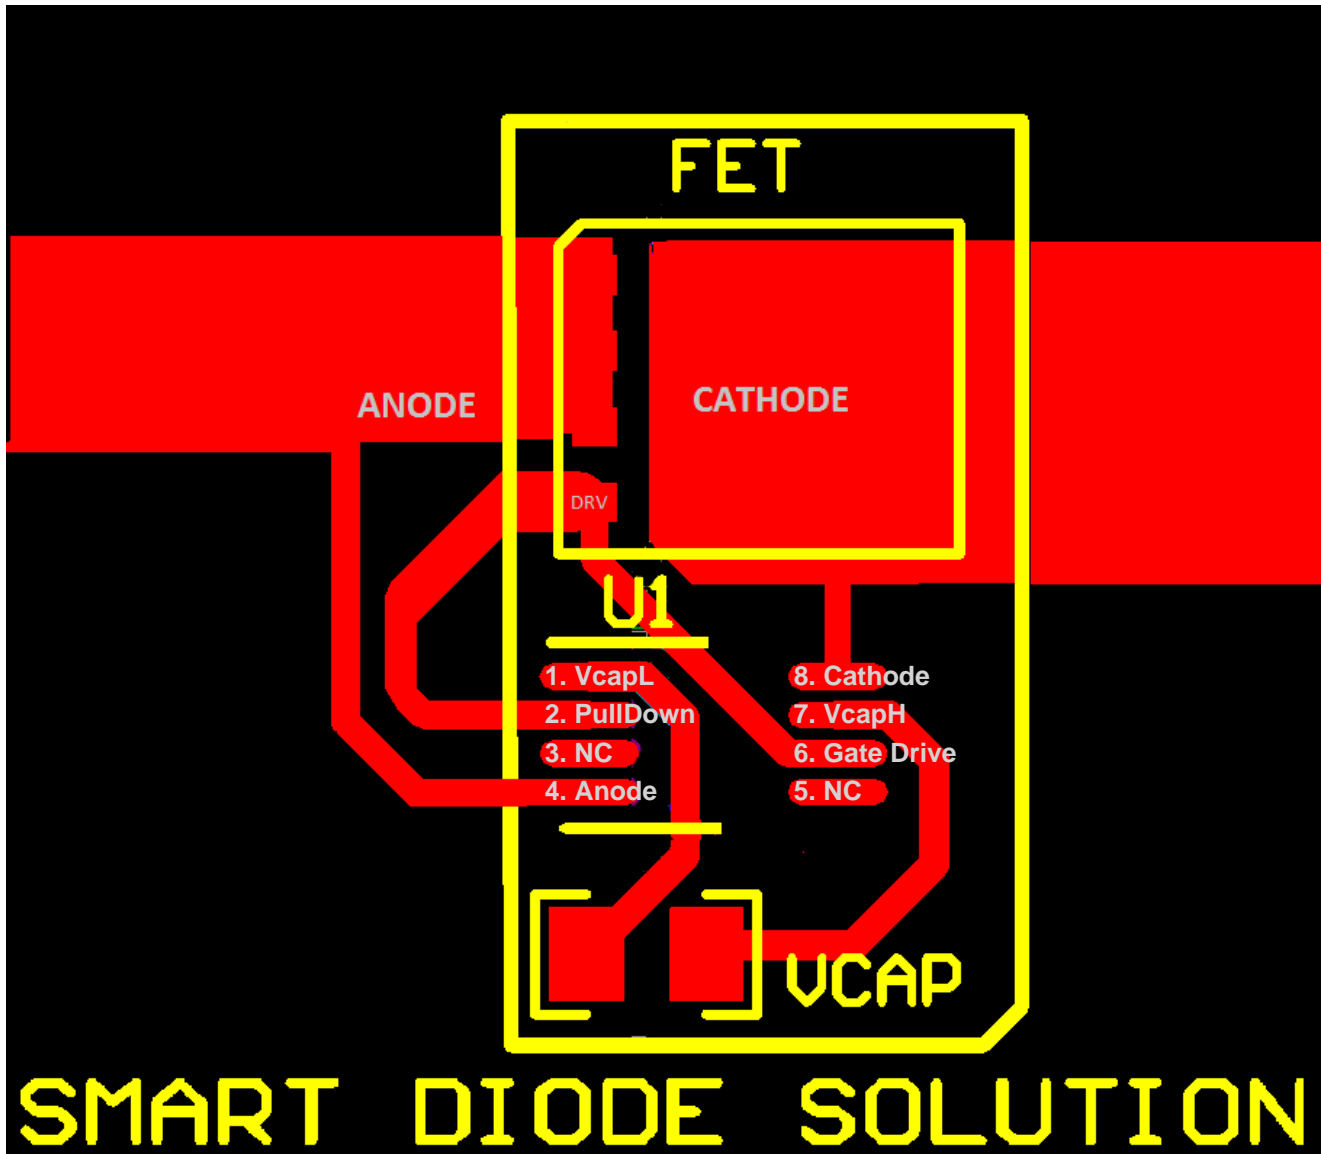 FET
ANODE
CATHODE
DRV
U1
1. VcapL
8. Cathode
2. PullDown
7. VcapH
3. NC
6. Gate Drive
4. Anode
5. NC
VCAP
SMART DIODE SOLUTION